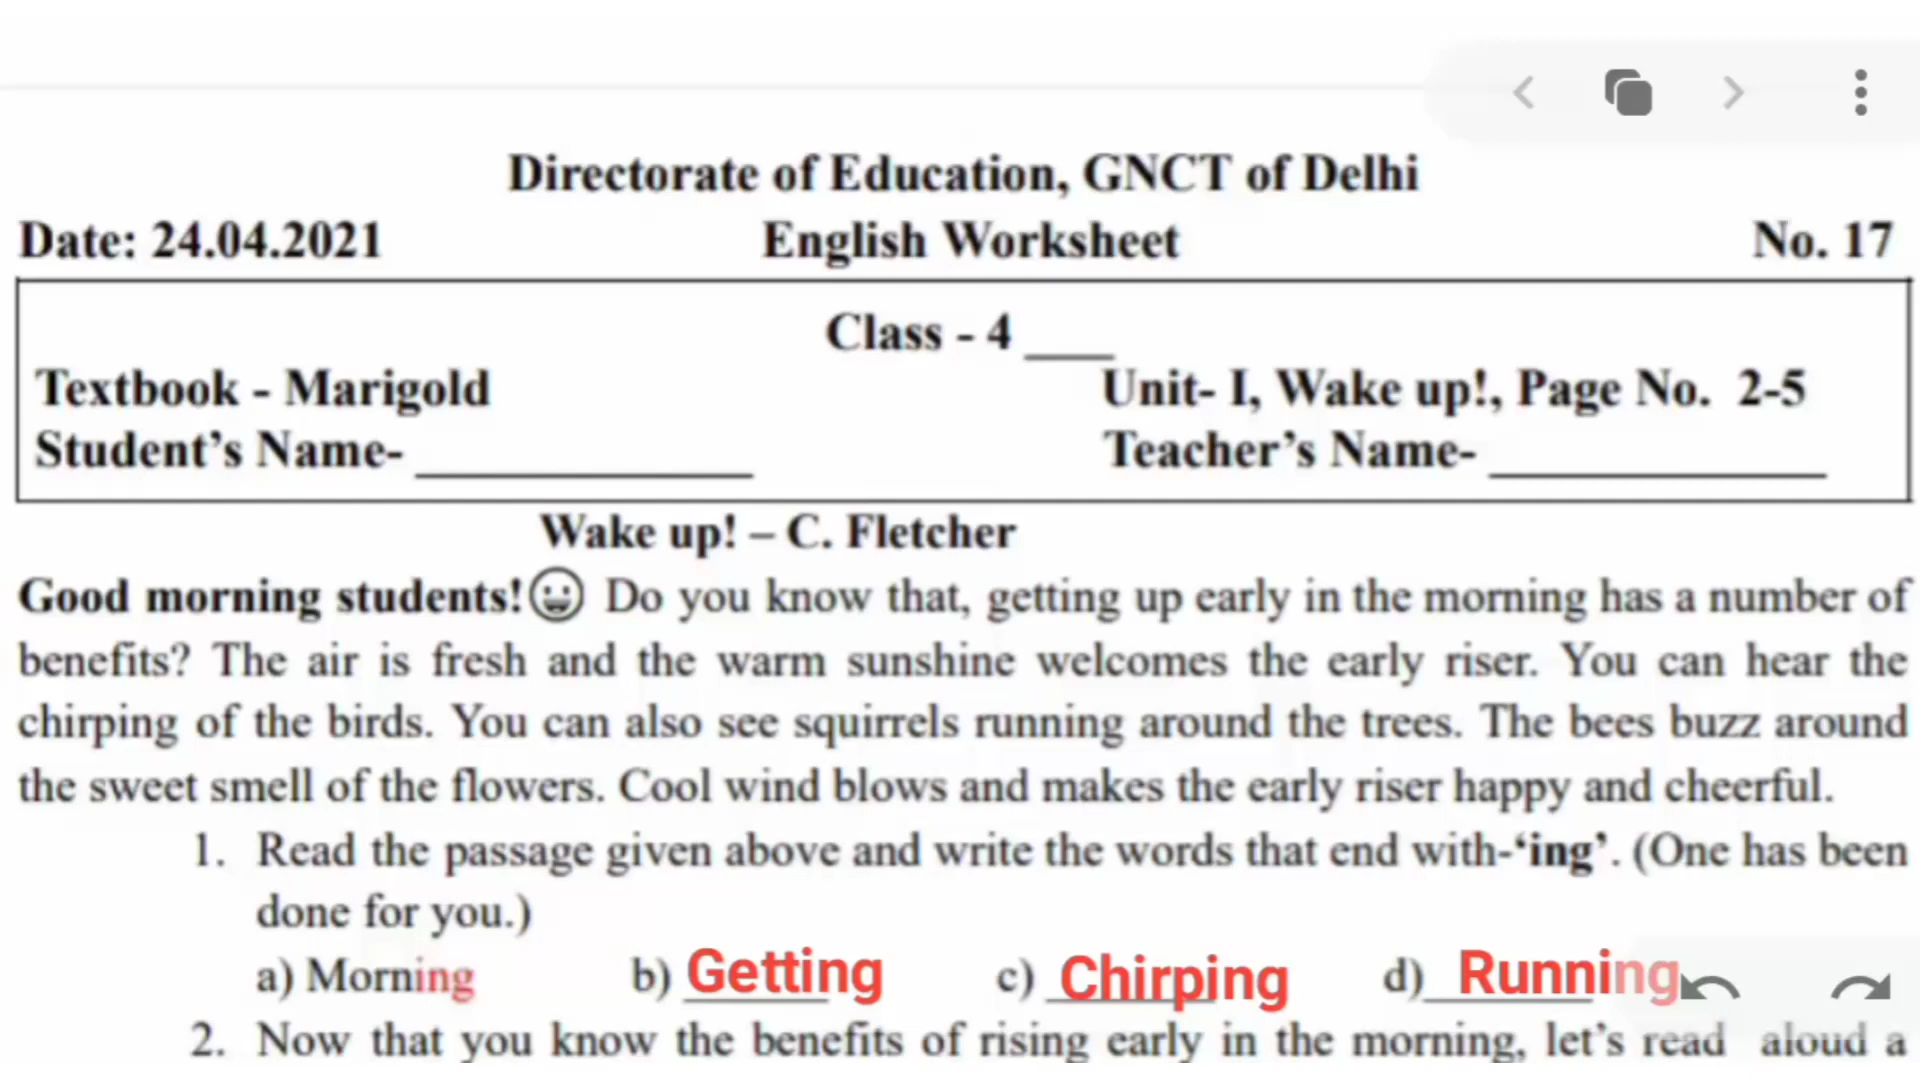 Directorate of Education, GNCT of Delhi
Date: 24.04.2021 English Worksheet No. 17
Class - 4 ____
Textbook - Marigold Unit- I, Wake up!, Page No. 2-5
Student's Name- ______________ Teacher's Name- ______________
Wake up! – C. Fletcher
Good morning students!😀 Do you know that, getting up early in the morning has a number of
benefits? The air is fresh and the warm sunshine welcomes the early riser. You can hear the
chirping of the birds. You can also see squirrels running around the trees. The bees buzz around
the sweet smell of the flowers. Cool wind blows and makes the early riser happy and cheerful.
1. Read the passage given above and write the words that end with-‘ing’. (One has been
done for you.)
a) Morning b) Getting c) Chirping d) Running
2. Now that you know the benefits of rising early in the morning, let’s read aloud a